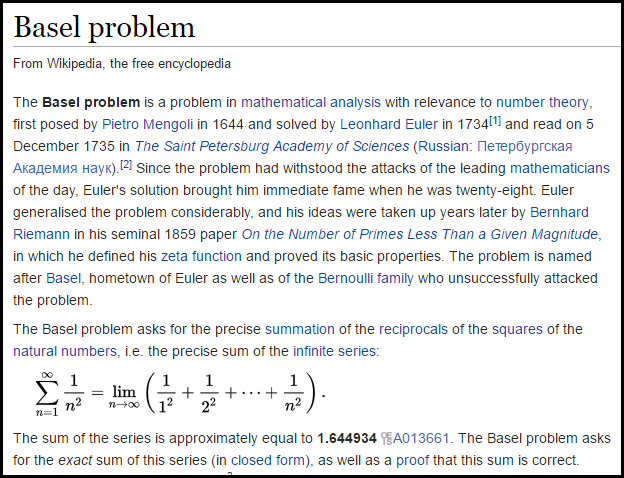 Basel problem
From Wikipedia, the free encyclopedia
The Basel problem is a problem in mathematical analysis with relevance to number theory,
first posed by Pietro Mengoli in 1644 and solved by Leonhard Euler in 1734[1] and read on 5
December 1735 in The Saint Petersburg Academy of Sciences (Russian: Петербургская
Академия наук).[2] Since the problem had withstood the attacks of the leading mathematicians
of the day, Euler's solution brought him immediate fame when he was twenty-eight. Euler
generalised the problem considerably, and his ideas were taken up years later by Bernhard
Riemann in his seminal 1859 paper On the Number of Primes Less Than a Given Magnitude,
in which he defined his zeta function and proved its basic properties. The problem is named
after Basel, hometown of Euler as well as of the Bernoulli family who unsuccessfully attacked
the problem.
The Basel problem asks for the precise summation of the reciprocals of the squares of the
natural numbers, i.e. the precise sum of the infinite series:
∑_{n=1}^{∞} 1/n² = lim_{n→∞} (1/1² + 1/2² + ⋯ + 1/n²).
The sum of the series is approximately equal to 1.644934 A013661. The Basel problem asks
for the exact sum of this series (in closed form), as well as a proof that this sum is correct.